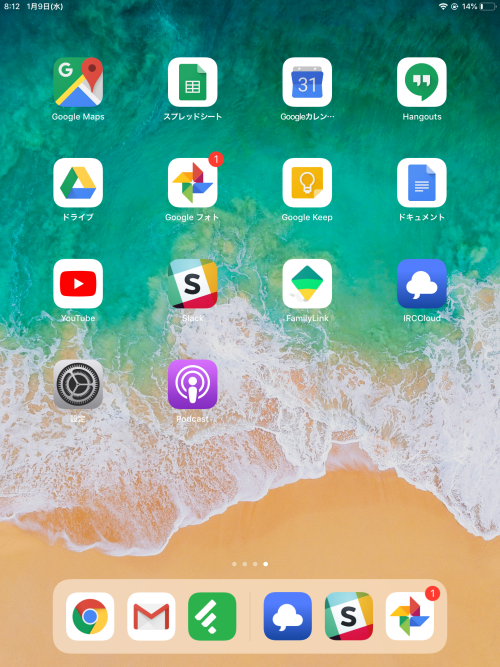 8:12 1月9日(水) 14%
G
Google Maps
スプレッドシート
31
Googleカレン…
Hangouts
ドライブ
1
Google フォト
Google Keep
ドキュメント
YouTube
S
Slack
FamilyLink
IRCCloud
設定
Podcast
S
1